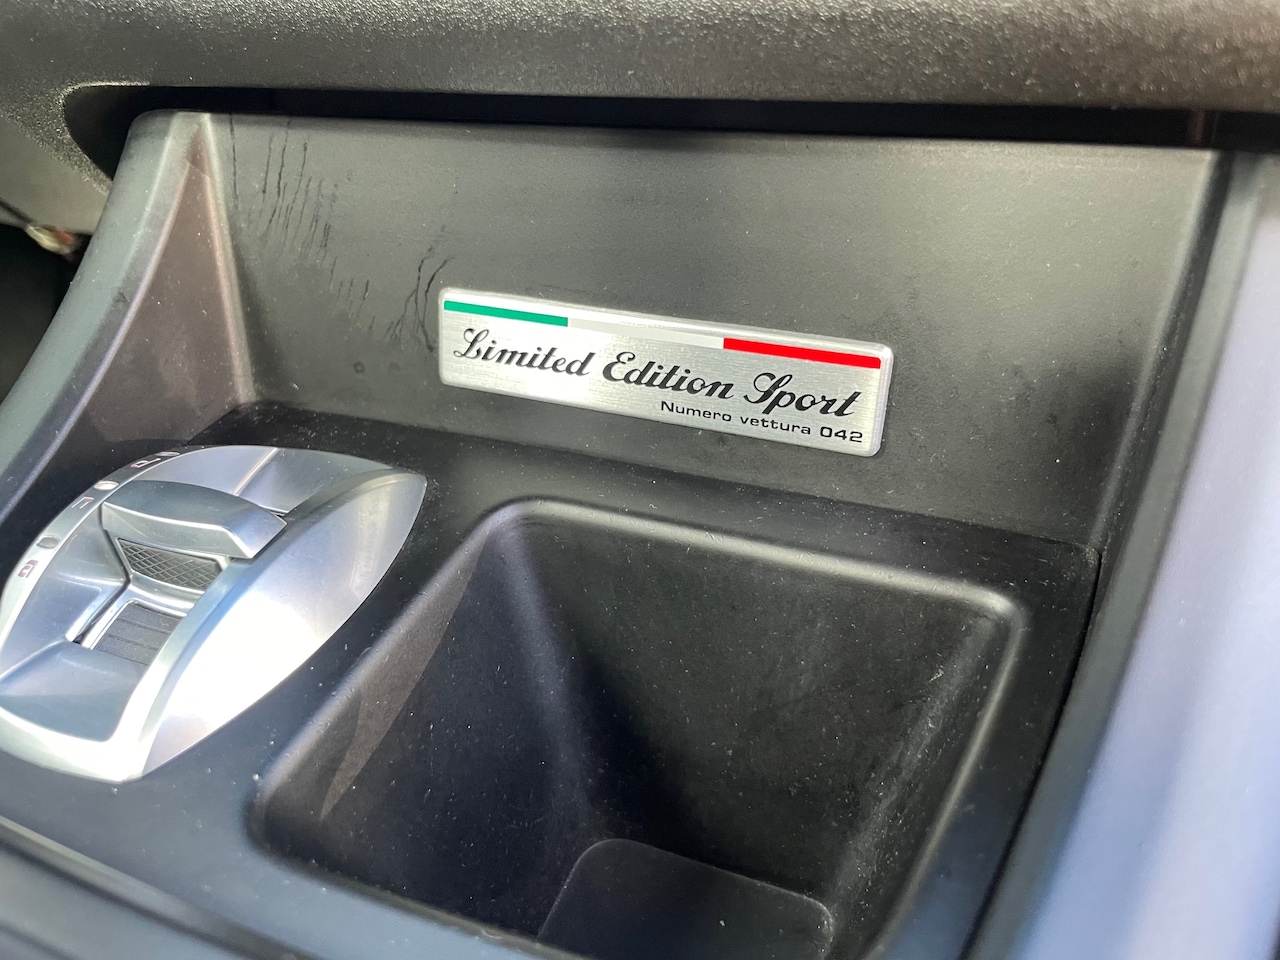 Limited Edition Sport
Numero vettura 042